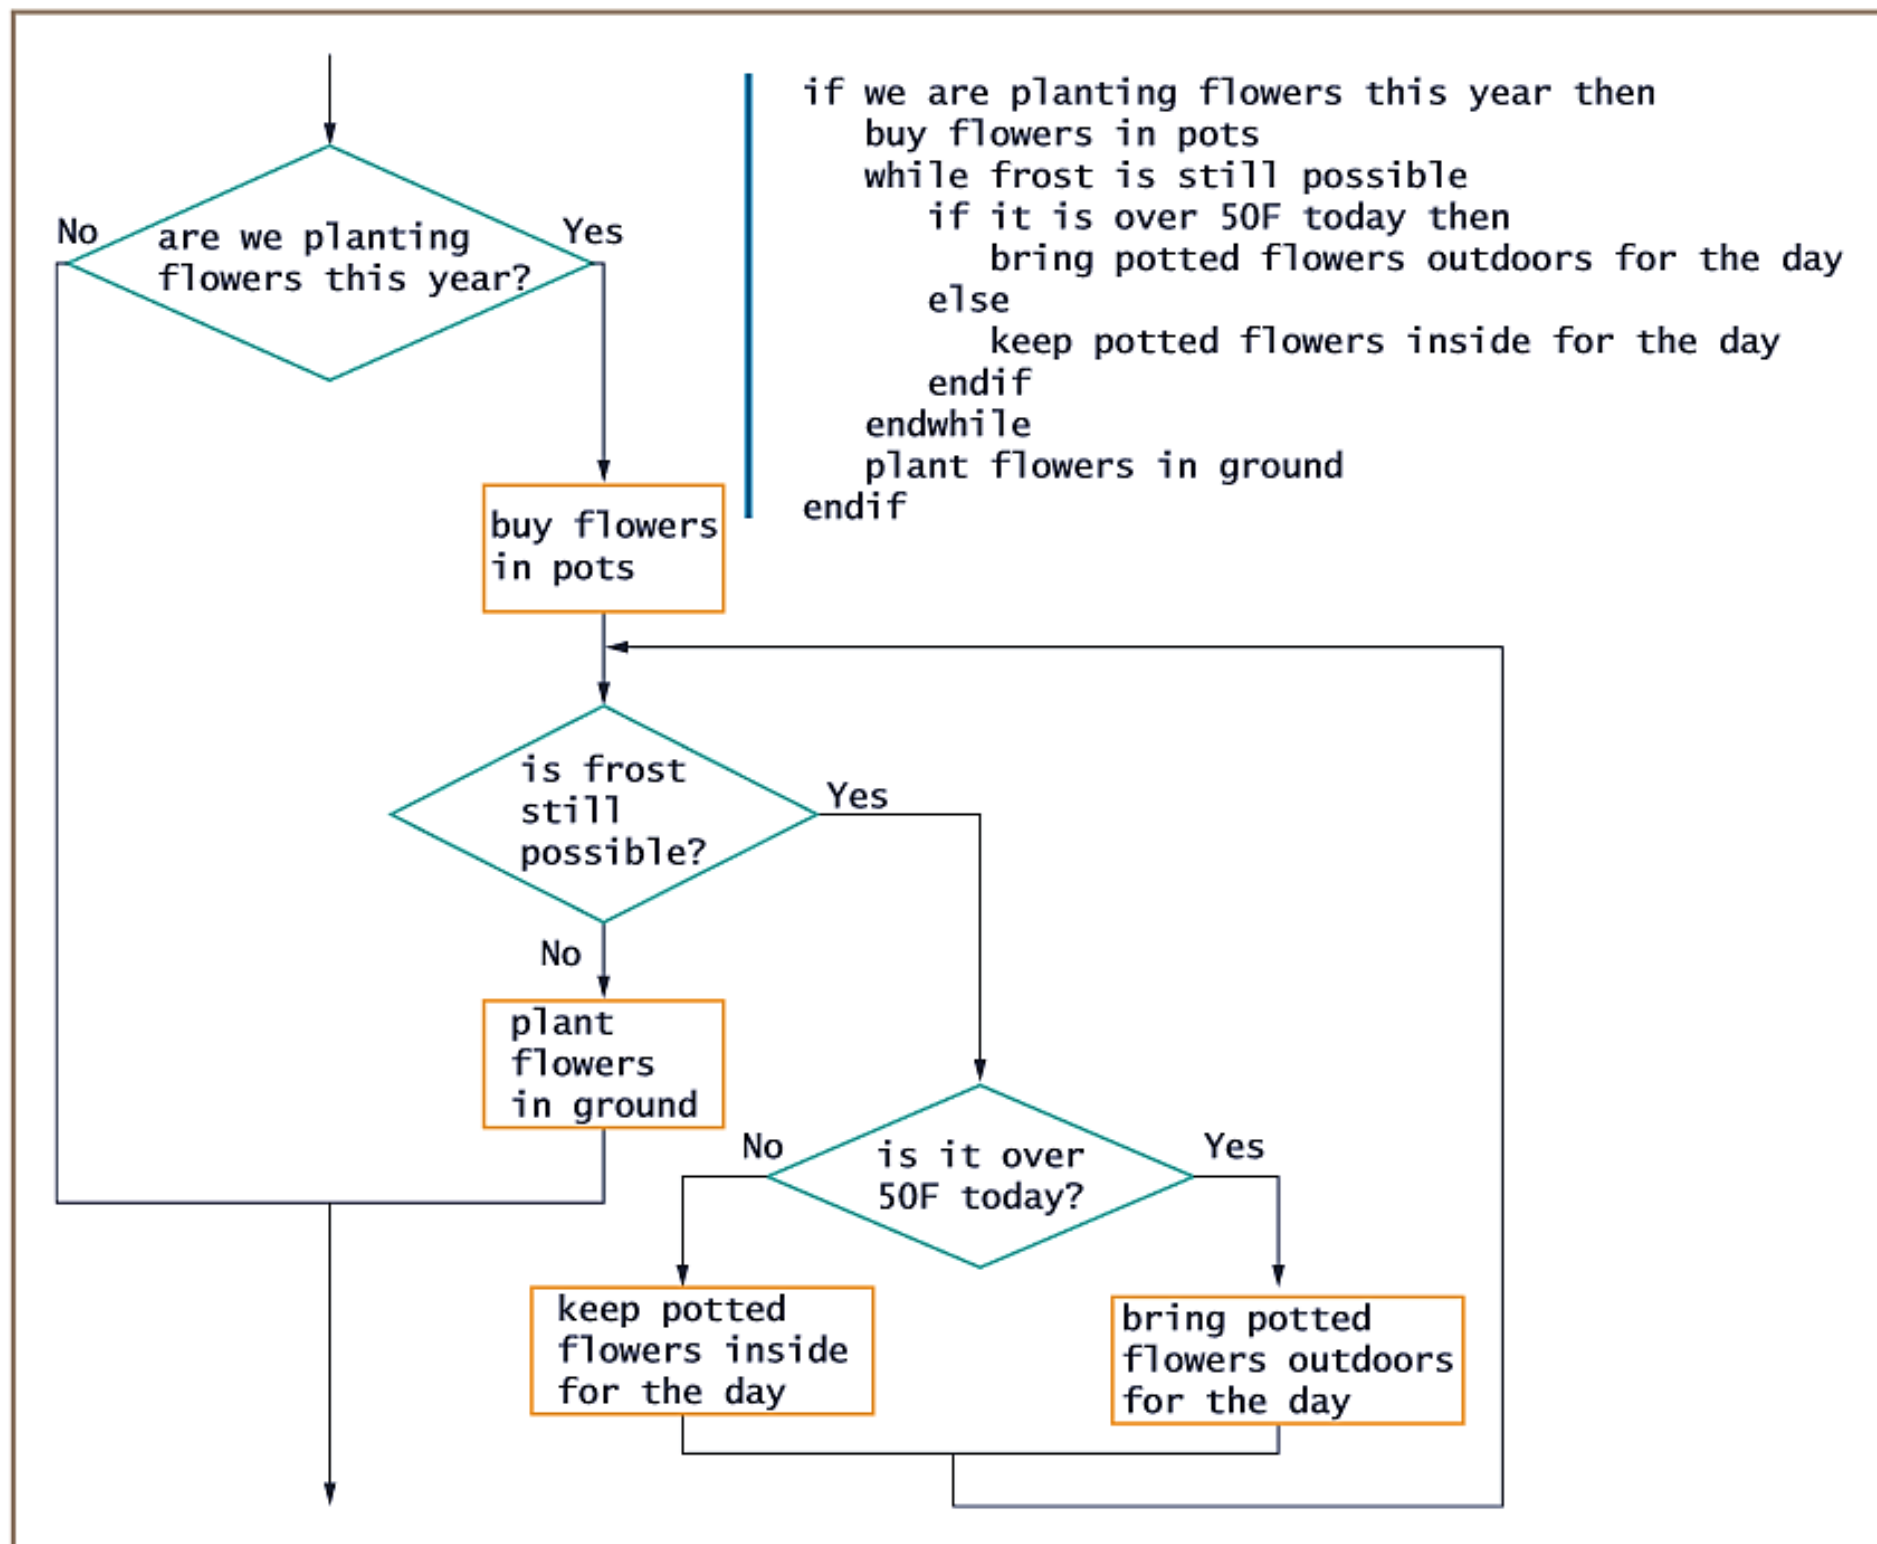 if we are planting flowers this year then
buy flowers in pots
while frost is still possible
if it is over 50F today then
bring potted flowers outdoors for the day
else
keep potted flowers inside for the day
endif
endwhile
plant flowers in ground
endif
No
are we planting
flowers this year?
Yes
buy flowers
in pots
is frost
still
possible?
Yes
No
plant
flowers
in ground
No
is it over
50F today?
Yes
keep potted
flowers inside
for the day
bring potted
flowers outdoors
for the day